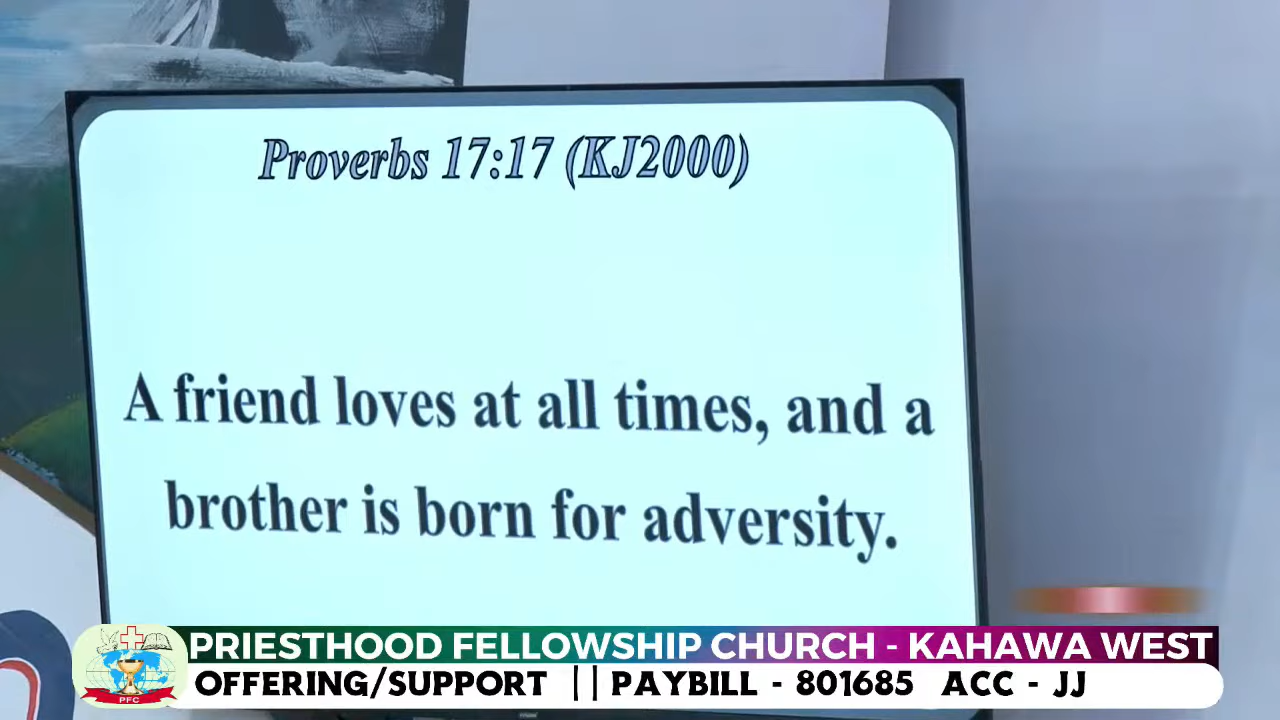 Proverbs 17:17 (KJ2000)
A friend loves at all times, and a
brother is born for adversity.
PRIESTHOOD FELLOWSHIP CHURCH - KAHAWA WEST
PFC
OFFERING/SUPPORT || PAYBILL - 801685 ACC - JJ